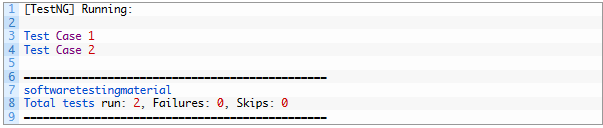 1 [TestNG] Running:
2
3 Test Case 1
4 Test Case 2
5
6 ===============================================
7 softwaretestingmaterial
8 Total tests run: 2, Failures: 0, Skips: 0
9 ===============================================